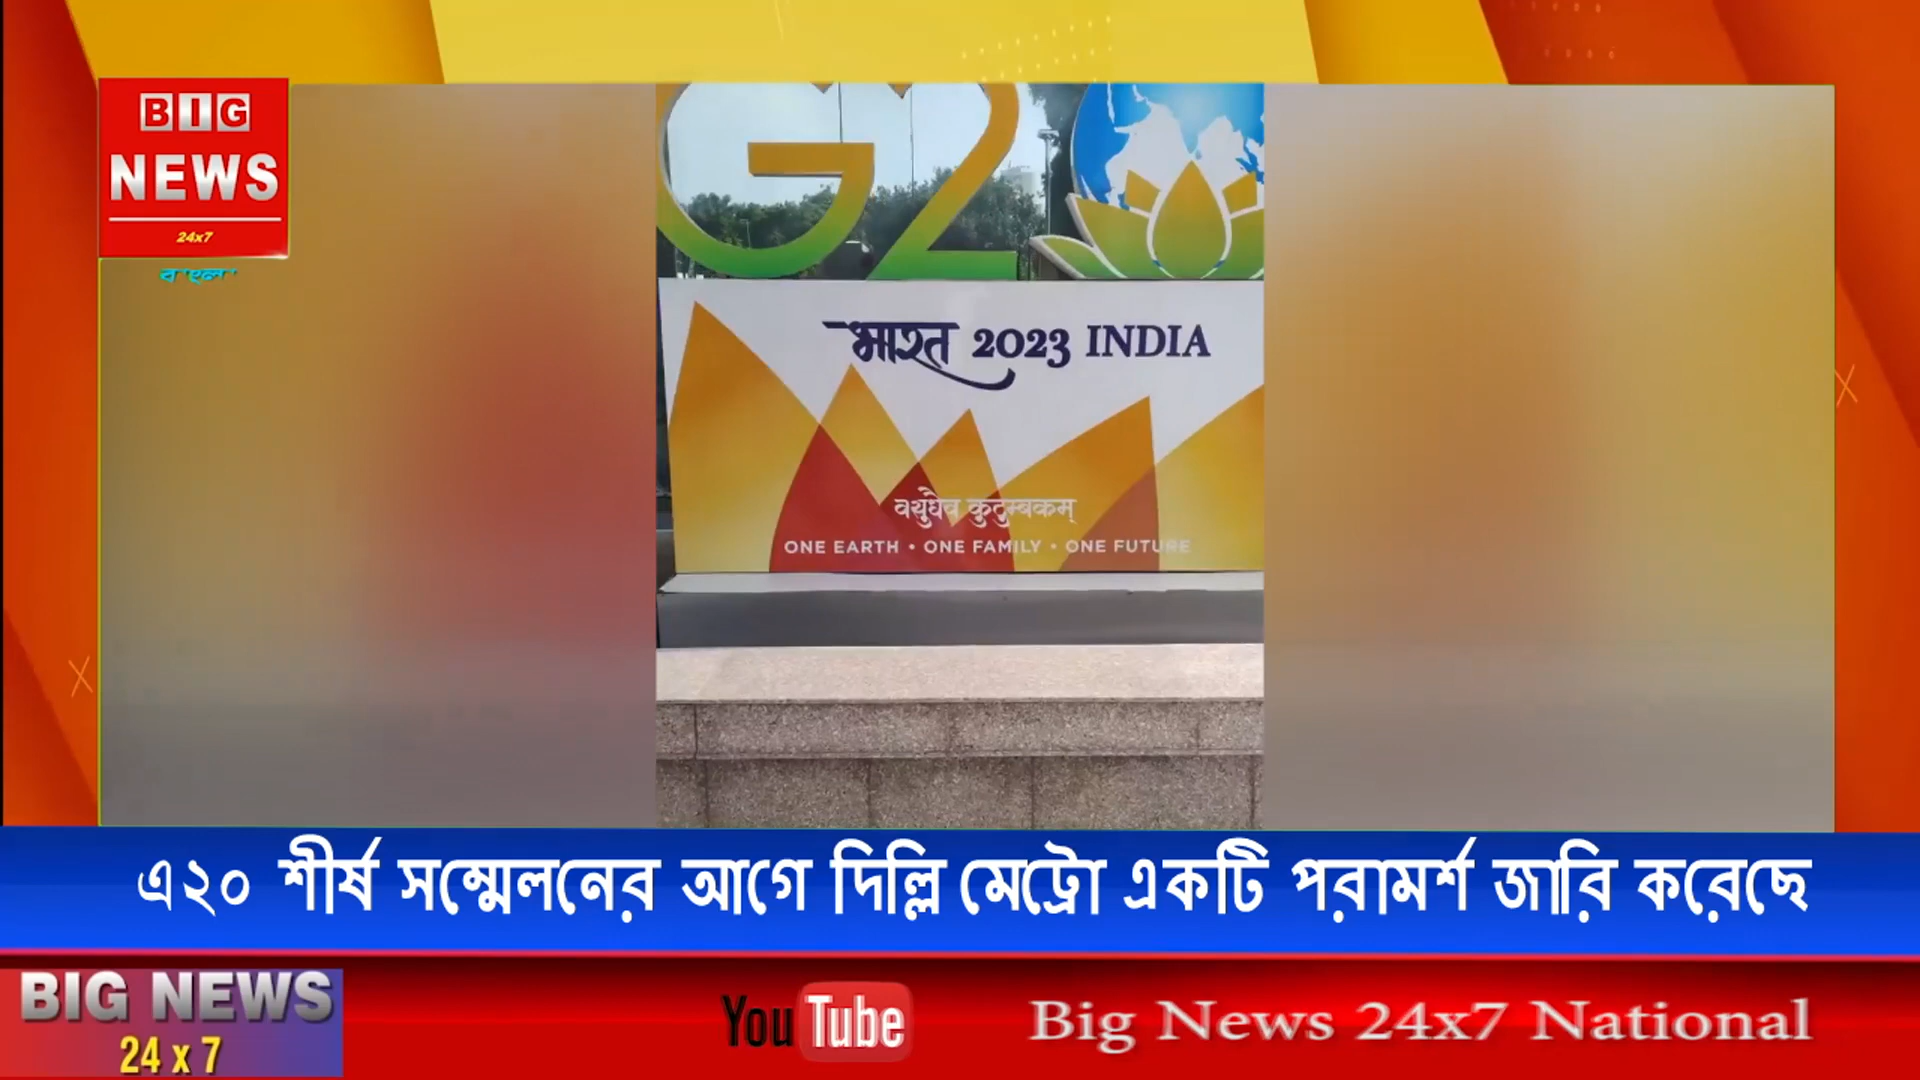 BIG
NEWS
24x7
G2
भारत 2023 INDIA
वसुधैव कुटुम्बकम्
ONE EARTH • ONE FAMILY • ONE FUTURE
এ২০ শীর্ষ সম্মেলনের আগে দিল্লি মেট্রো একটি পরামর্শ জারি করেছে
BIG NEWS
24 x 7
YouTube
Big News 24x7 National